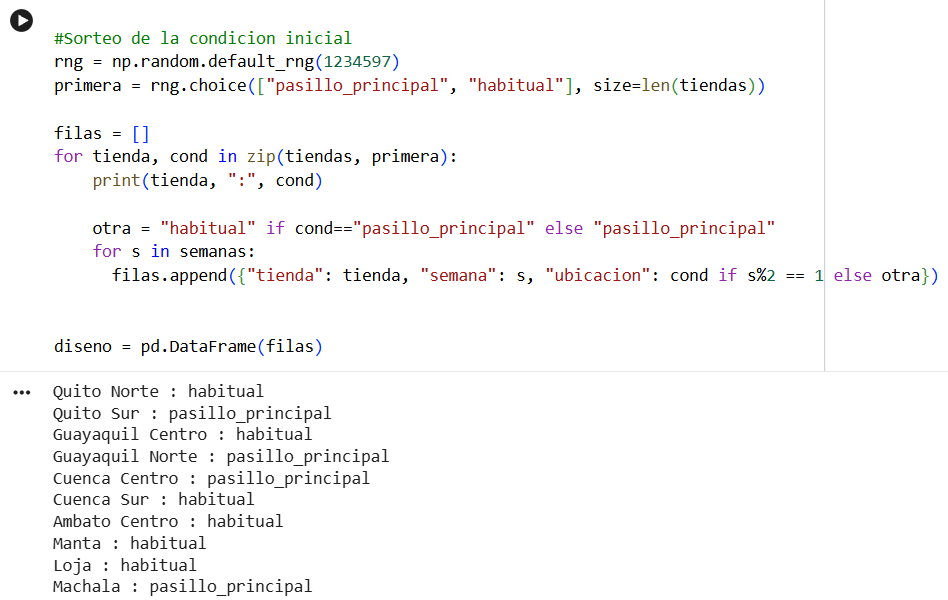 #Sorteo de la condicion inicial
rng = np.random.default_rng(1234597)
primera = rng.choice(["pasillo_principal", "habitual"], size=len(tiendas))
filas = []
for tienda, cond in zip(tiendas, primera):
    print(tienda, ":", cond)
    otra = "habitual" if cond=="pasillo_principal" else "pasillo_principal"
    for s in semanas:
      filas.append({"tienda": tienda, "semana": s, "ubicacion": cond if s%2 == 1 else otra})
diseno = pd.DataFrame(filas)
Quito Norte : habitual
Quito Sur : pasillo_principal
Guayaquil Centro : habitual
Guayaquil Norte : pasillo_principal
Cuenca Centro : pasillo_principal
Cuenca Sur : habitual
Ambato Centro : habitual
Manta : habitual
Loja : habitual
Machala : pasillo_principal